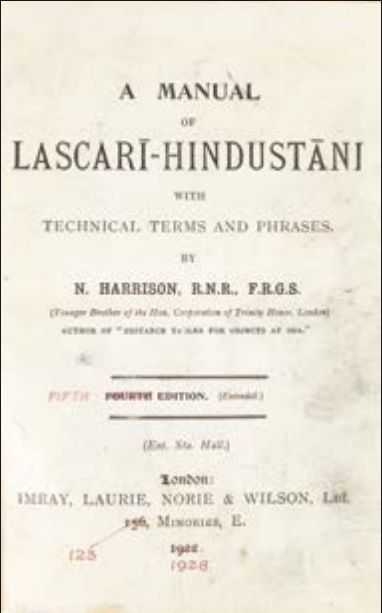 A MANUAL
OF
LASCARĪ-HINDUSTĀNI
WITH
TECHNICAL TERMS AND PHRASES.
BY
N. HARRISON, R.N.R., F.R.G.S.
(Younger Brother of the Hon. Corporation of Trinity House, London)
AUTHOR OF "DISTANCE TABLES FOR OBJECTS AT SEA."
FIFTH FOURTH EDITION. (Extended.)
(Ent. Sta. Hall.)
London:
IMRAY, LAURIE, NORIE & WILSON, Ltd.
156, MINORIES, E.
123 1922.
1928